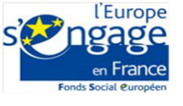 l'Europe
s'engage
en France
Fonds Social Européen